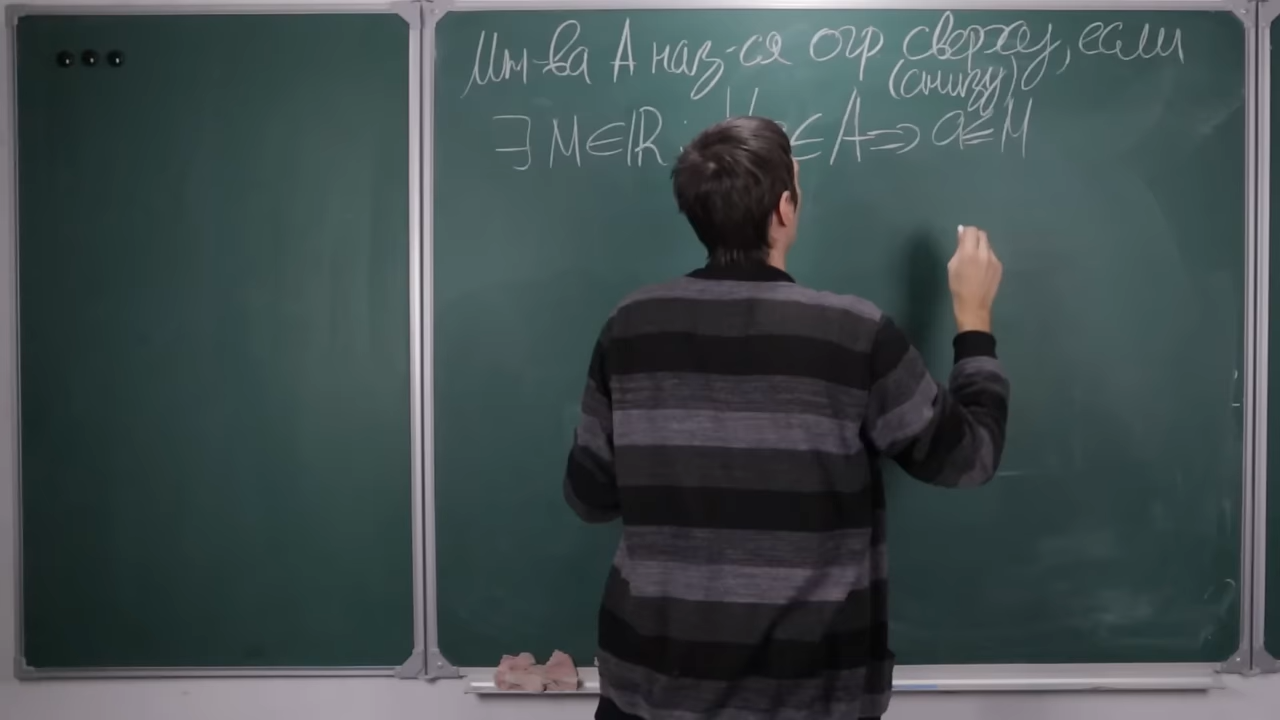 Мн-ва A наз-ся огр сверху, если
(снизу)
∃ M∈ℝ : ∀ ∈ A ⇒ a≤M